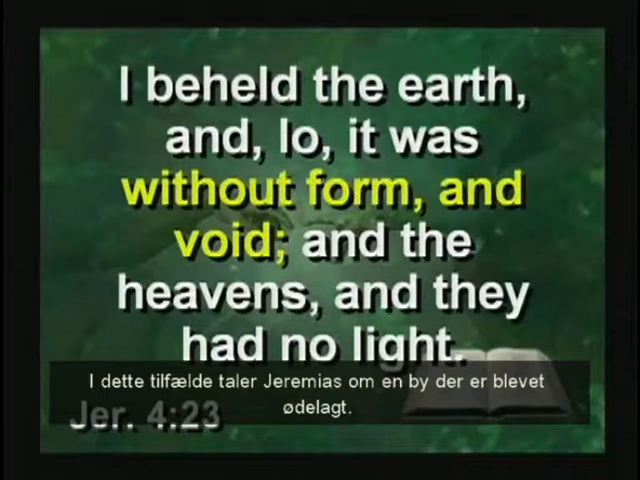 I beheld the earth,
and, lo, it was
without form, and
void; and the
heavens, and they
had no light.
I dette tilfælde taler Jeremias om en by der er blevet
ødelagt.
Jer. 4:23